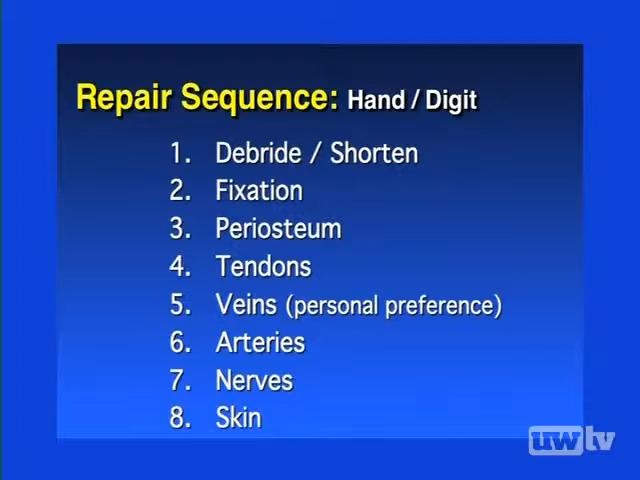 Repair Sequence: Hand / Digit
1. Debride / Shorten
2. Fixation
3. Periosteum
4. Tendons
5. Veins (personal preference)
6. Arteries
7. Nerves
8. Skin
uwtv